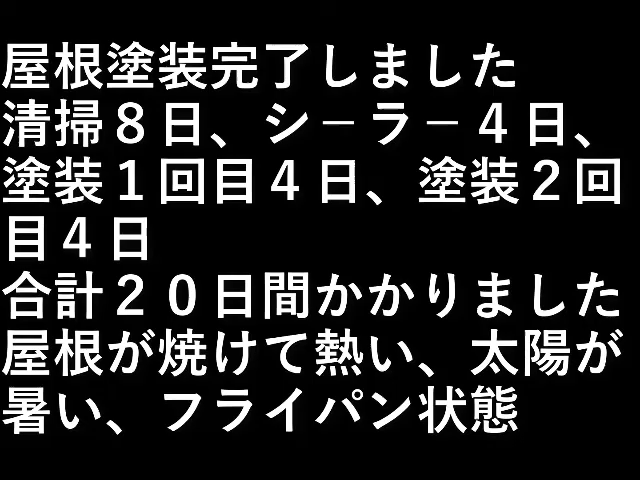 屋根塗装完了しました
清掃８日、シ－ラ－４日、
塗装１回目４日、塗装２回
目４日
合計２０日間かかりました
屋根が焼けて熱い、太陽が
暑い、フライパン状態